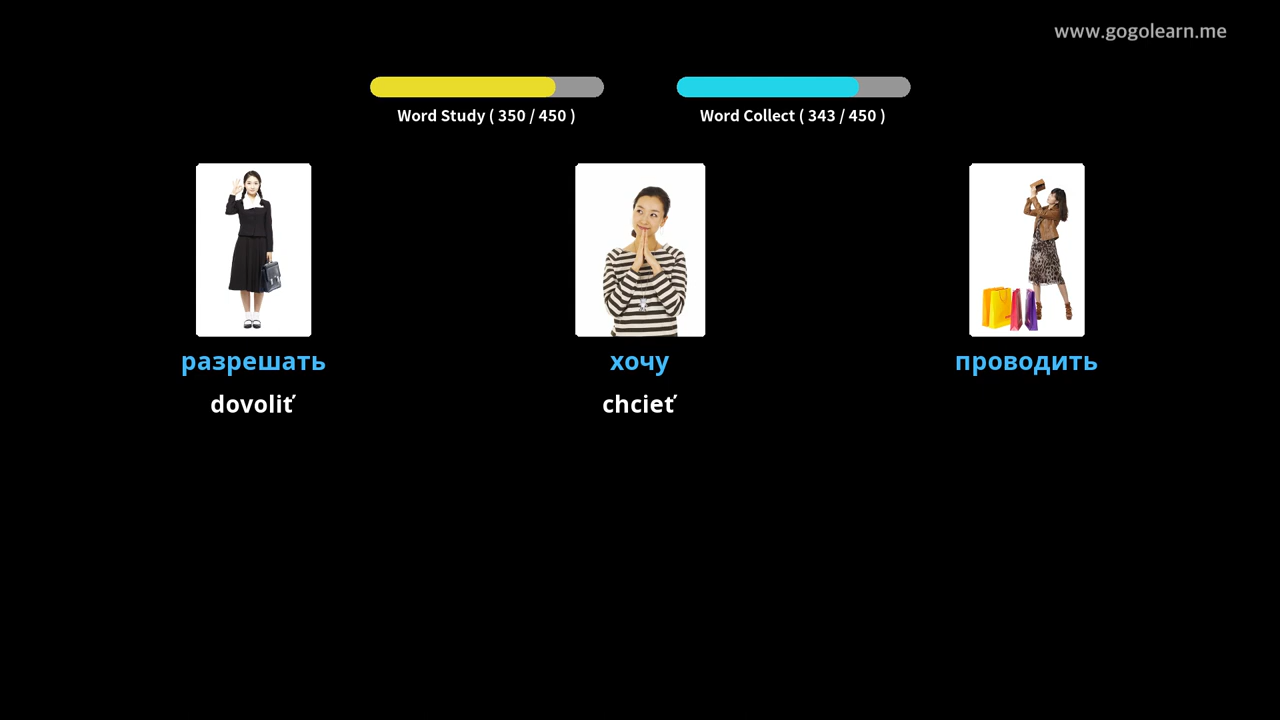 www.gogolearn.me
Word Study ( 350 / 450 )
Word Collect ( 343 / 450 )
разрешать
хочу
проводить
dovoliť
chcieť